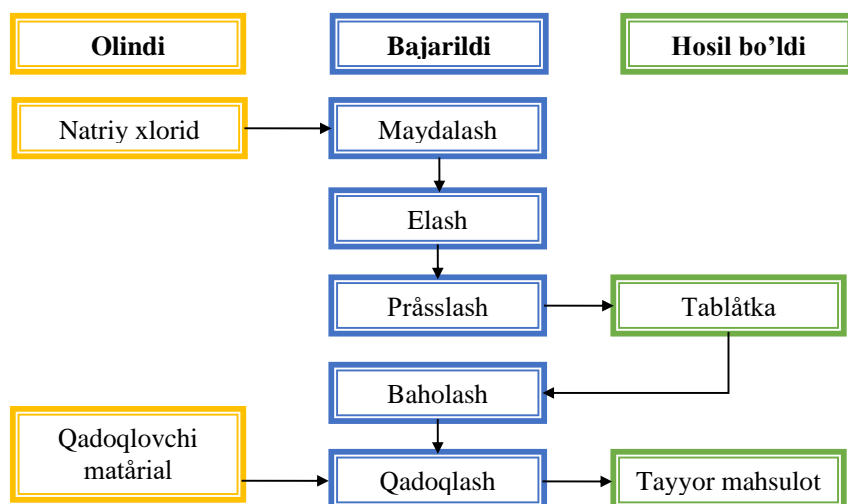 Olindi
Bajarildi
Hosil bo’ldi
Natriy xlorid
Maydalash
Elash
Pråsslash
Tablåtka
Baholash
Qadoqlovchi
matårial
Qadoqlash
Tayyor mahsulot